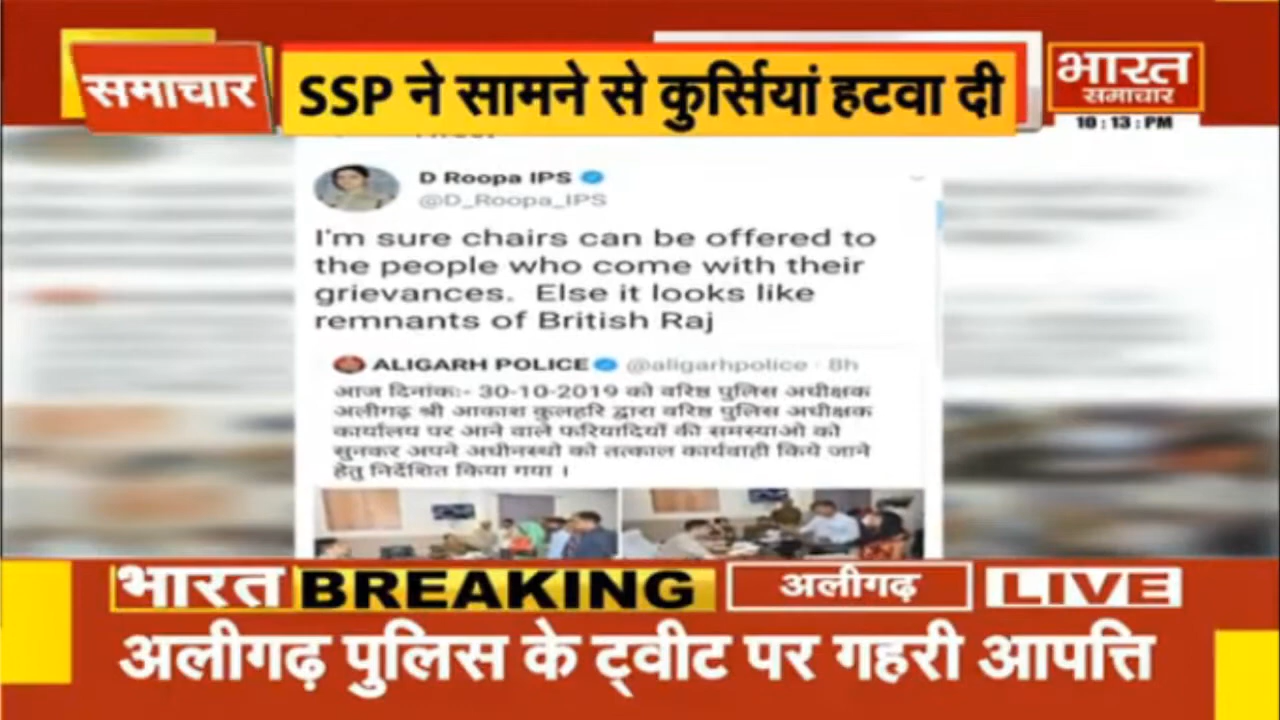 समाचार
SSP ने सामने से कुर्सियां हटवा दी
भारत
समाचार
10:13:PM
D Roopa IPS
@D_Roopa_IPS
I'm sure chairs can be offered to
the people who come with their
grievances. Else it looks like
remnants of British Raj
ALIGARH POLICE @aligarhpolice · 8h
आज दिनांकः- 30-10-2019 को वरिष्ठ पुलिस अधीक्षक
अलीगढ़ श्री आकाश कुलहरि द्वारा वरिष्ठ पुलिस अधीक्षक
कार्यालय पर आने वाले फरियादियों की समस्याओ को
सुनकर अपने अधीनस्थों को तत्काल कार्यवाही किये जाने
हेतु निर्देशित किया गया ।
भारत BREAKING अलीगढ़ LIVE
अलीगढ़ पुलिस के ट्वीट पर गहरी आपत्ति